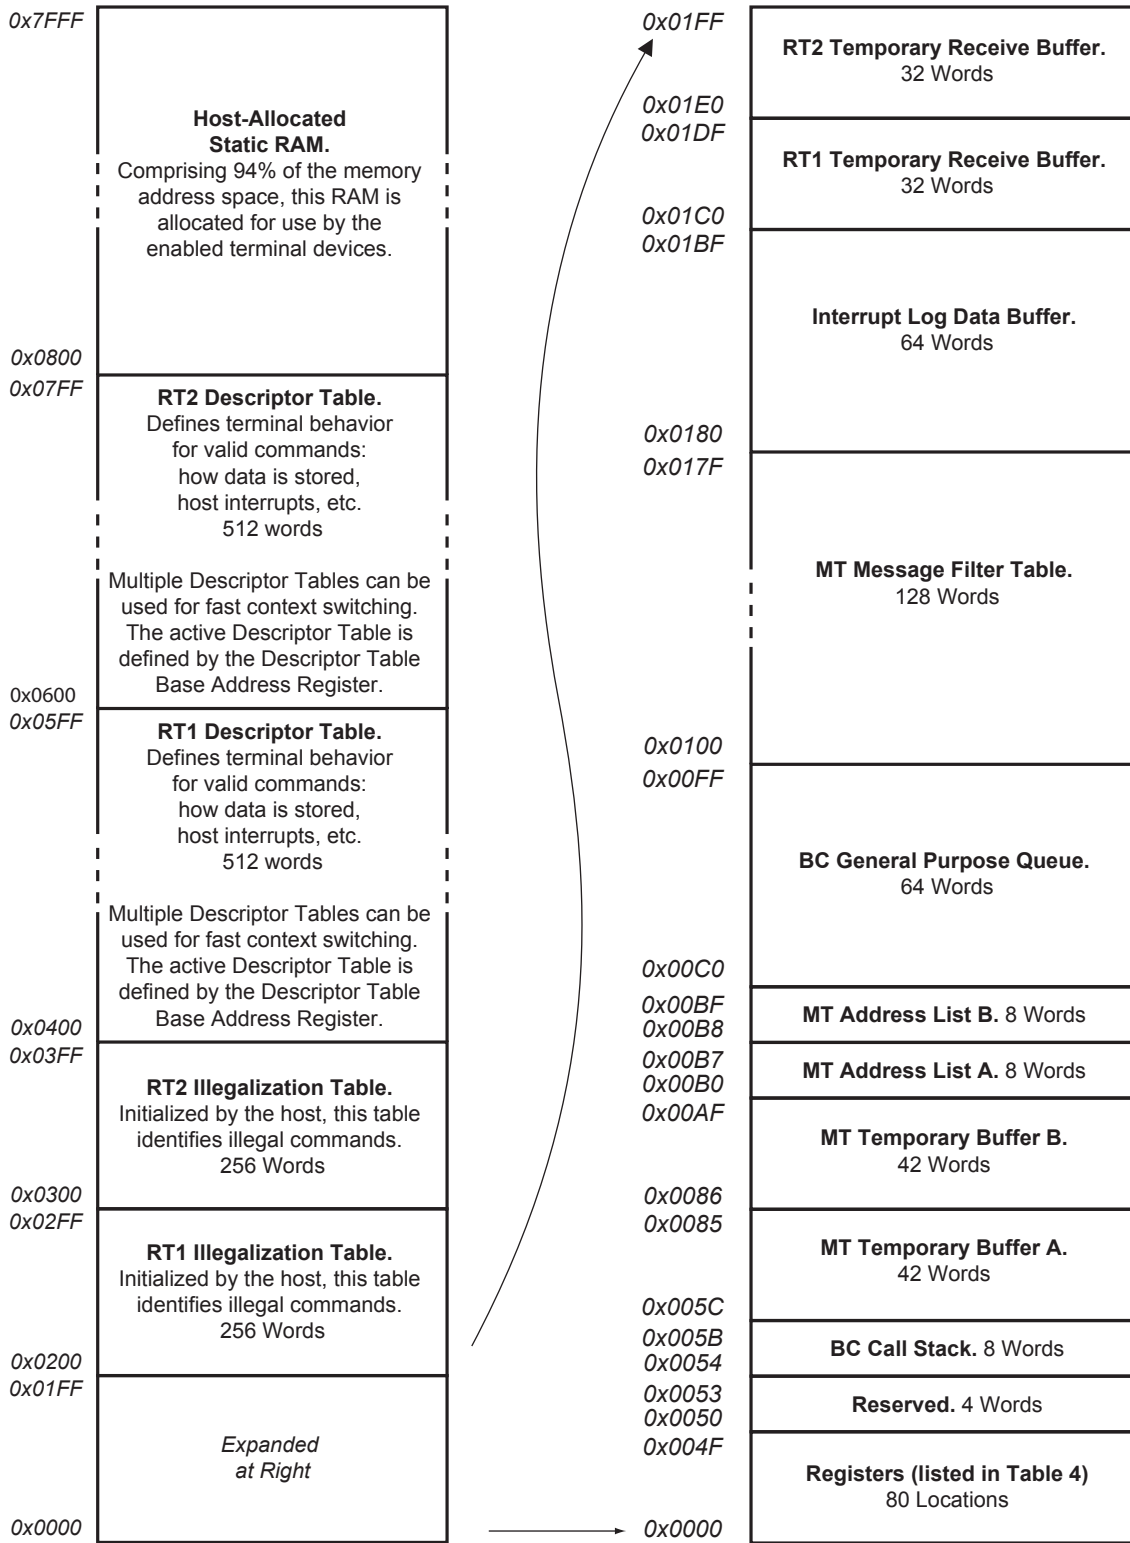 0x7FFF
Host-Allocated
Static RAM.
Comprising 94% of the memory
address space, this RAM is
allocated for use by the
enabled terminal devices.
0x0800
0x07FF
RT2 Descriptor Table.
Defines terminal behavior
for valid commands:
how data is stored,
host interrupts, etc.
512 words
Multiple Descriptor Tables can be
used for fast context switching.
The active Descriptor Table is
defined by the Descriptor Table
Base Address Register.
0x0600
0x05FF
RT1 Descriptor Table.
Defines terminal behavior
for valid commands:
how data is stored,
host interrupts, etc.
512 words
Multiple Descriptor Tables can be
used for fast context switching.
The active Descriptor Table is
defined by the Descriptor Table
Base Address Register.
0x0400
0x03FF
RT2 Illegalization Table.
Initialized by the host, this table
identifies illegal commands.
256 Words
0x0300
0x02FF
RT1 Illegalization Table.
Initialized by the host, this table
identifies illegal commands.
256 Words
0x0200
0x01FF
Expanded
at Right
0x0000
0x01FF
RT2 Temporary Receive Buffer.
32 Words
0x01E0
0x01DF
RT1 Temporary Receive Buffer.
32 Words
0x01C0
0x01BF
Interrupt Log Data Buffer.
64 Words
0x0180
0x017F
MT Message Filter Table.
128 Words
0x0100
0x00FF
BC General Purpose Queue.
64 Words
0x00C0
0x00BF
MT Address List B. 8 Words
0x00B8
0x00B7
MT Address List A. 8 Words
0x00B0
0x00AF
MT Temporary Buffer B.
42 Words
0x0086
0x0085
MT Temporary Buffer A.
42 Words
0x005C
0x005B
BC Call Stack. 8 Words
0x0054
0x0053
Reserved. 4 Words
0x0050
0x004F
Registers (listed in Table 4)
80 Locations
0x0000